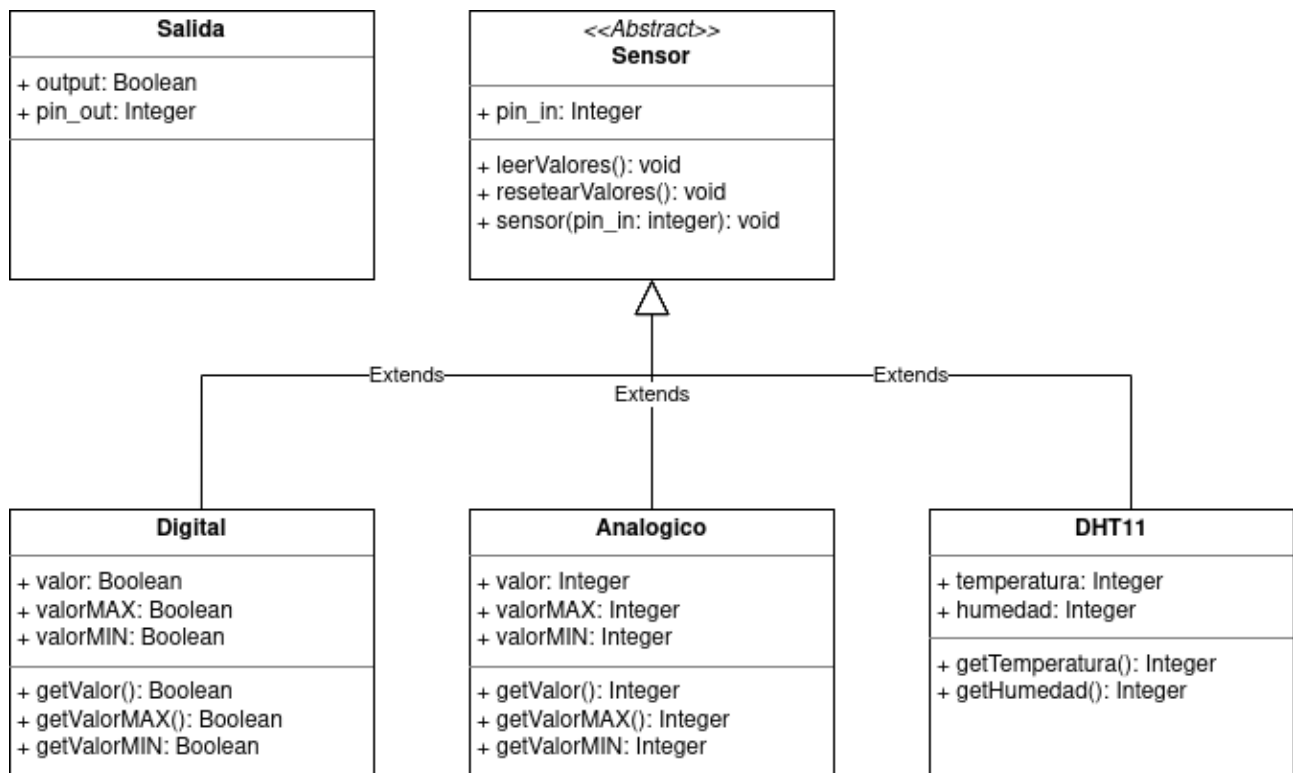 Salida
+ output: Boolean
+ pin_out: Integer
<<Abstract>>
Sensor
+ pin_in: Integer
+ leerValores(): void
+ resetearValores(): void
+ sensor(pin_in: integer): void
Extends
Extends
Extends
Digital
+ valor: Boolean
+ valorMAX: Boolean
+ valorMIN: Boolean
+ getValor(): Boolean
+ getValorMAX(): Boolean
+ getValorMIN: Boolean
Analogico
+ valor: Integer
+ valorMAX: Integer
+ valorMIN: Integer
+ getValor(): Integer
+ getValorMAX(): Integer
+ getValorMIN: Integer
DHT11
+ temperatura: Integer
+ humedad: Integer
+ getTemperatura(): Integer
+ getHumedad(): Integer